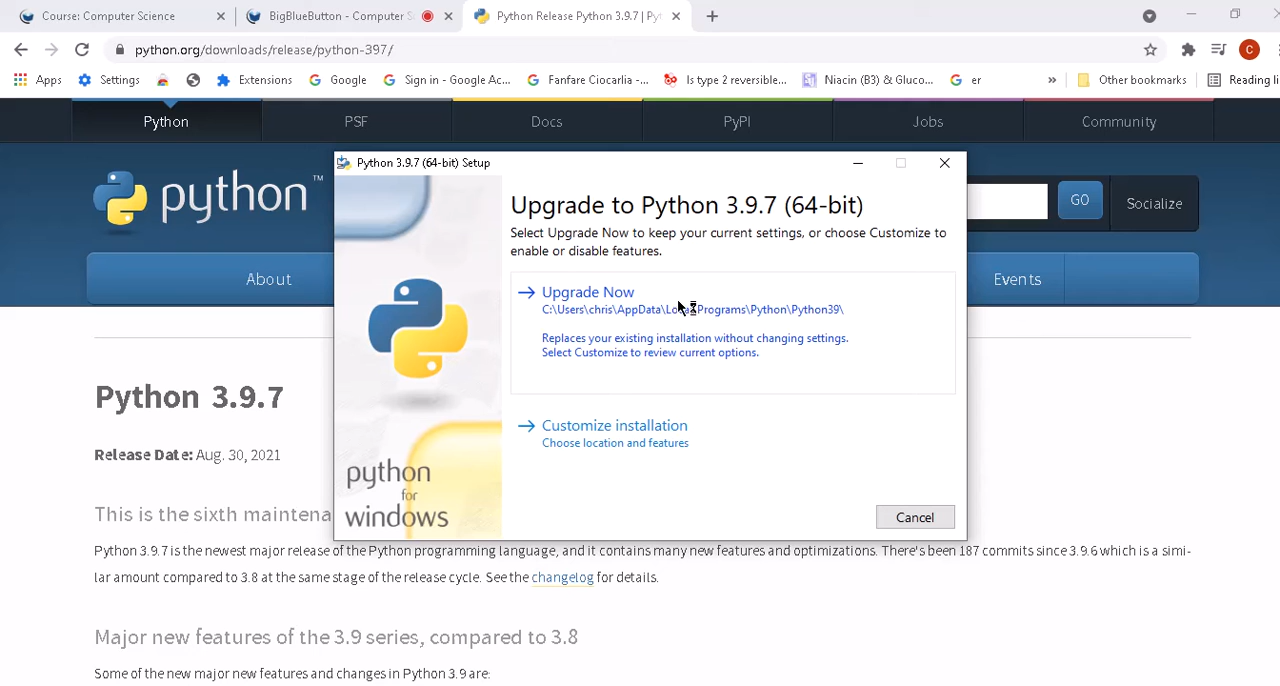 Course: Computer Science
BigBlueButton - Computer S
Python Release Python 3.9.7 | Py
python.org/downloads/release/python-397/
C
Apps
Settings
Extensions
Google
Sign in - Google Ac...
Fanfare Ciocarlia -...
Is type 2 reversible...
Niacin (B3) & Gluco...
er
»
Other bookmarks
Reading li
Python
PSF
Docs
PyPI
Jobs
Community
python™
GO
Socialize
About
Events
Python 3.9.7 (64-bit) Setup
Upgrade to Python 3.9.7 (64-bit)
Select Upgrade Now to keep your current settings, or choose Customize to
enable or disable features.
Upgrade Now
C:\Users\chris\AppData\Local\Programs\Python\Python39\
Replaces your existing installation without changing settings.
Select Customize to review current options.
Customize installation
Choose location and features
python
for
windows
Cancel
Python 3.9.7
Release Date: Aug. 30, 2021
This is the sixth maintena
Python 3.9.7 is the newest major release of the Python programming language, and it contains many new features and optimizations. There's been 187 commits since 3.9.6 which is a simi-
lar amount compared to 3.8 at the same stage of the release cycle. See the changelog for details.
Major new features of the 3.9 series, compared to 3.8
Some of the new major new features and changes in Python 3.9 are: